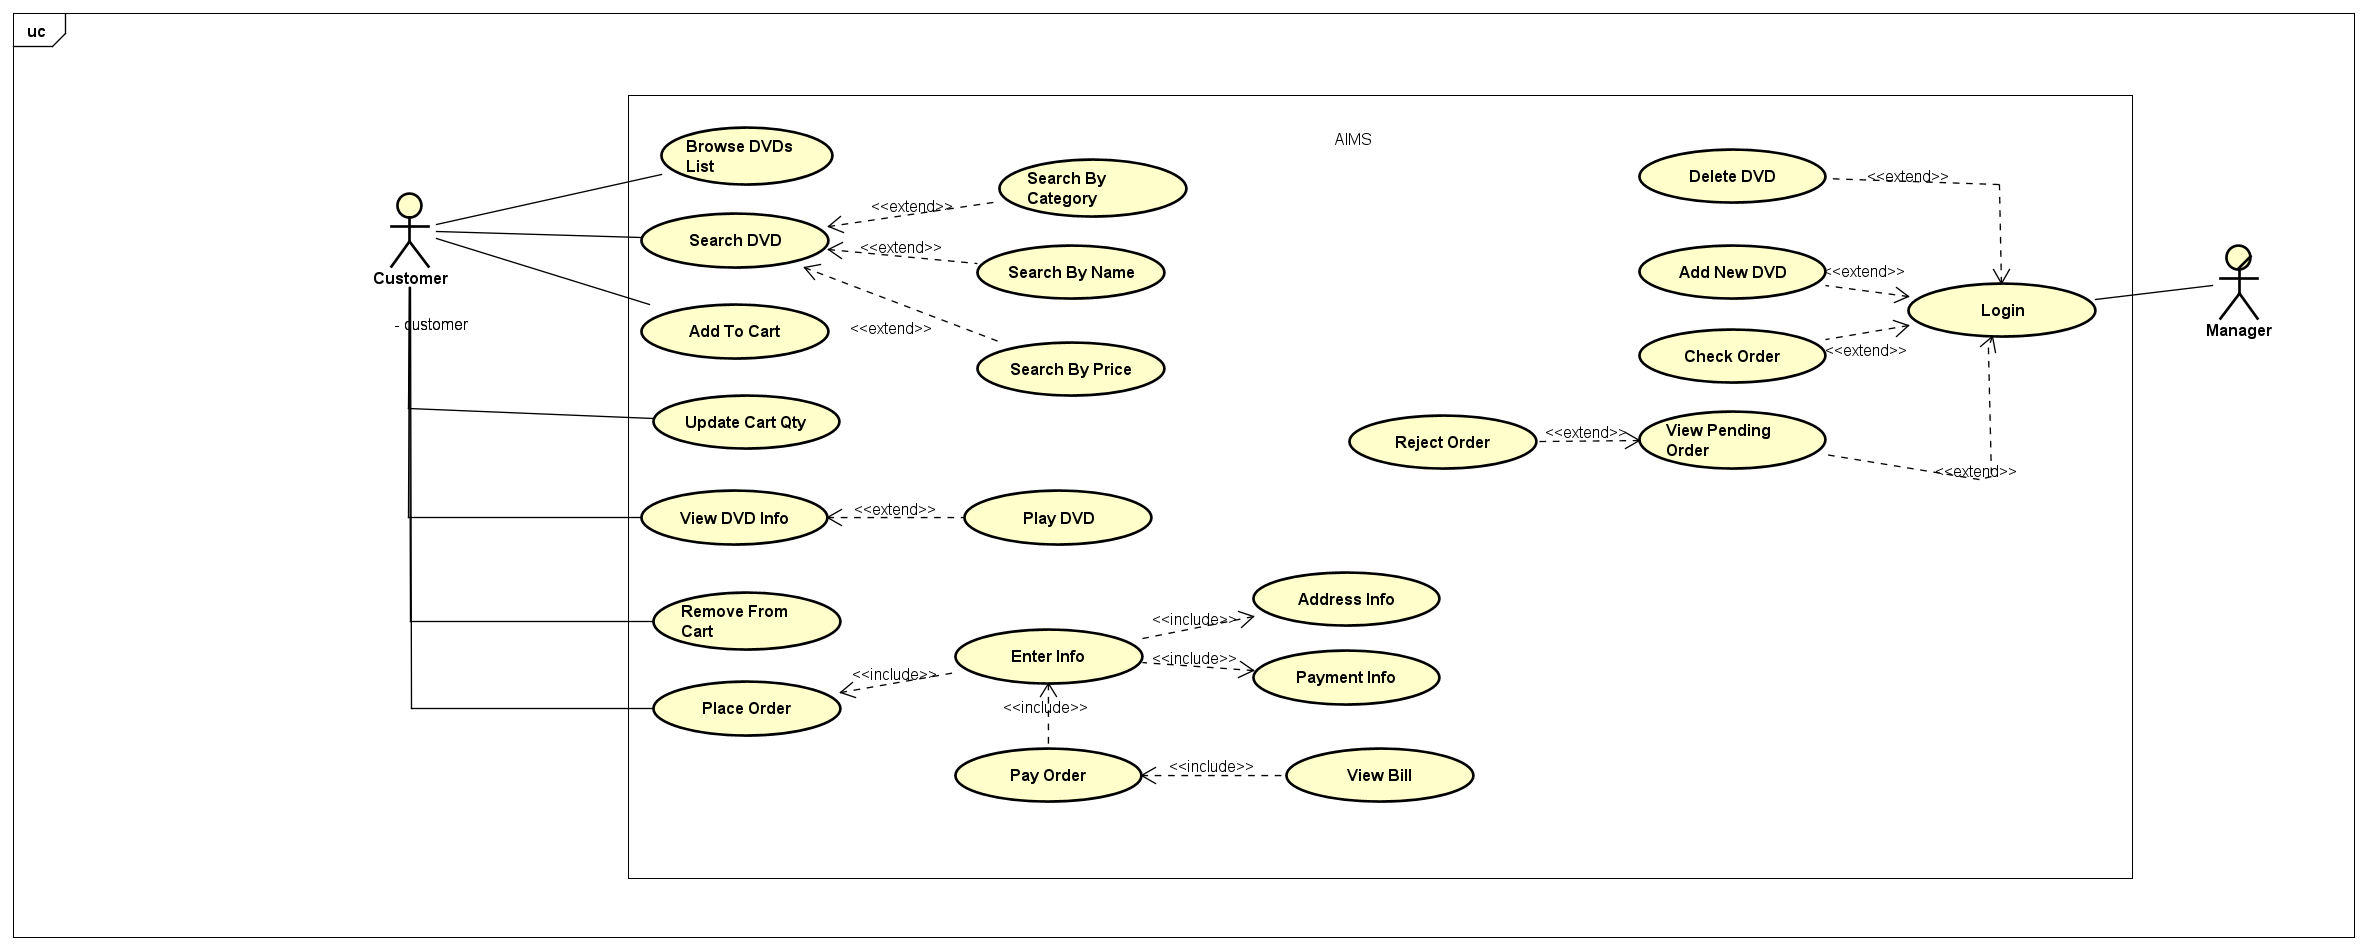 uc
AIMS
Browse DVDs
List
Search By
Category
Delete DVD
<<extend>>
<<extend>>
Search DVD
<<extend>>
Search By Name
Add New DVD
<<extend>>
Customer
- customer
Add To Cart
<<extend>>
Search By Price
Login
Manager
Check Order
<<extend>>
Update Cart Qty
Reject Order
<<extend>>
View Pending
Order
<<extend>>
View DVD Info
<<extend>>
Play DVD
Remove From
Cart
Address Info
<<include>>
Enter Info
<<include>>
Payment Info
<<include>>
Place Order
<<include>>
Pay Order
<<include>>
View Bill